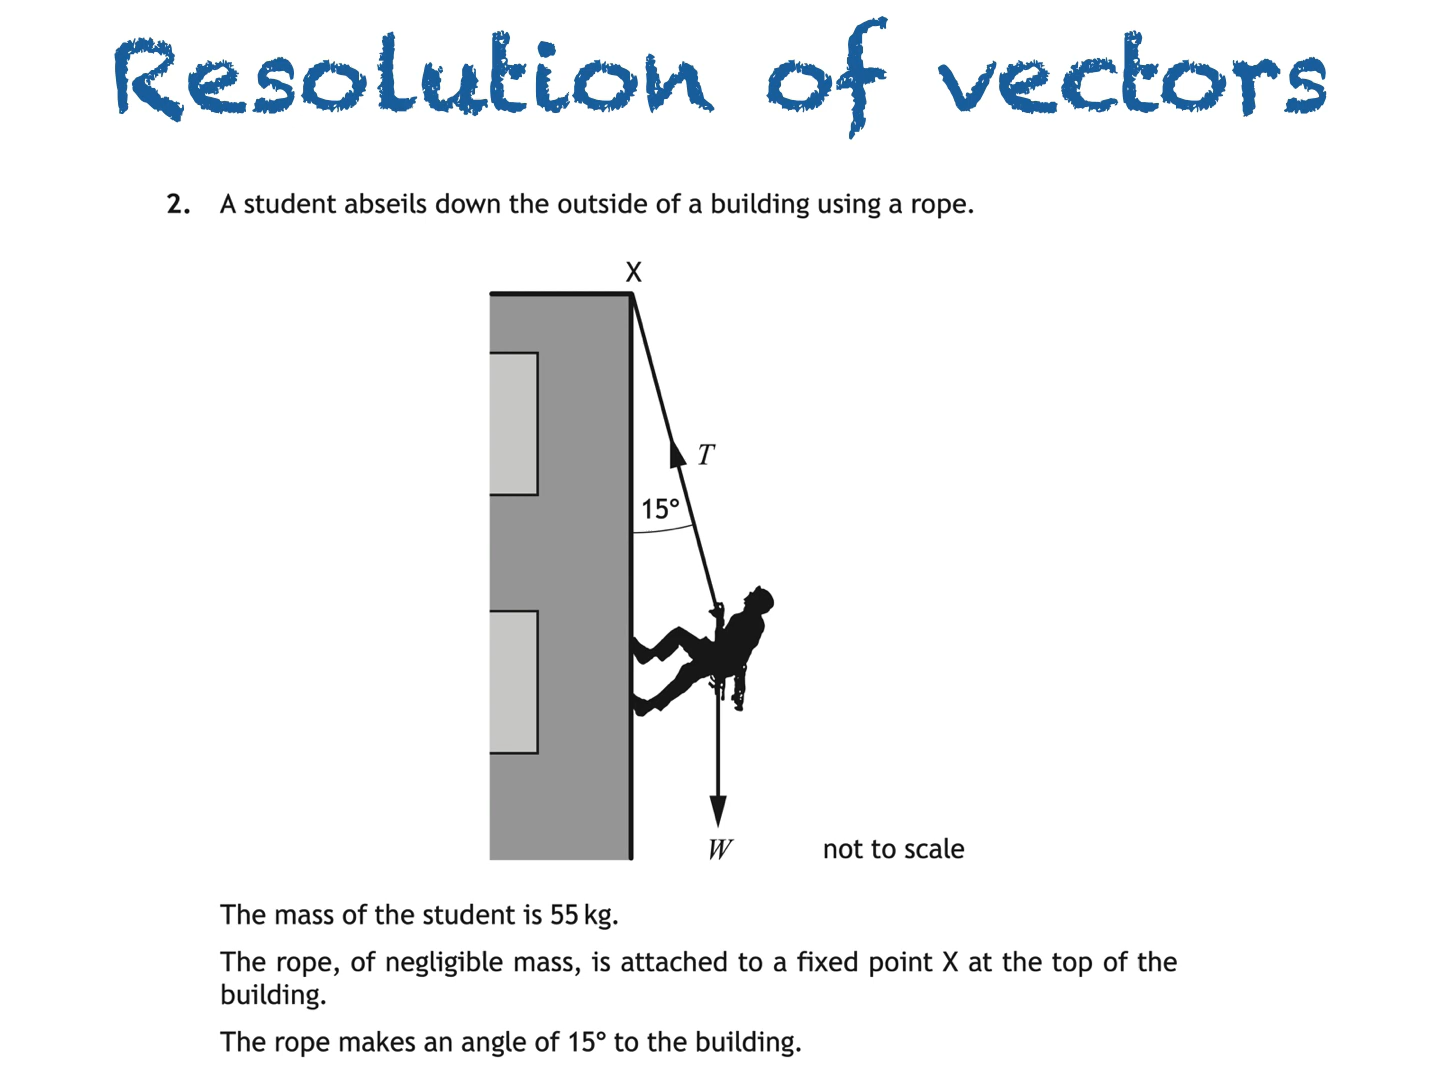 Resolution of vectors
2. A student abseils down the outside of a building using a rope.
X
T
15°
W
not to scale
The mass of the student is 55 kg.
The rope, of negligible mass, is attached to a fixed point X at the top of the
building.
The rope makes an angle of 15° to the building.